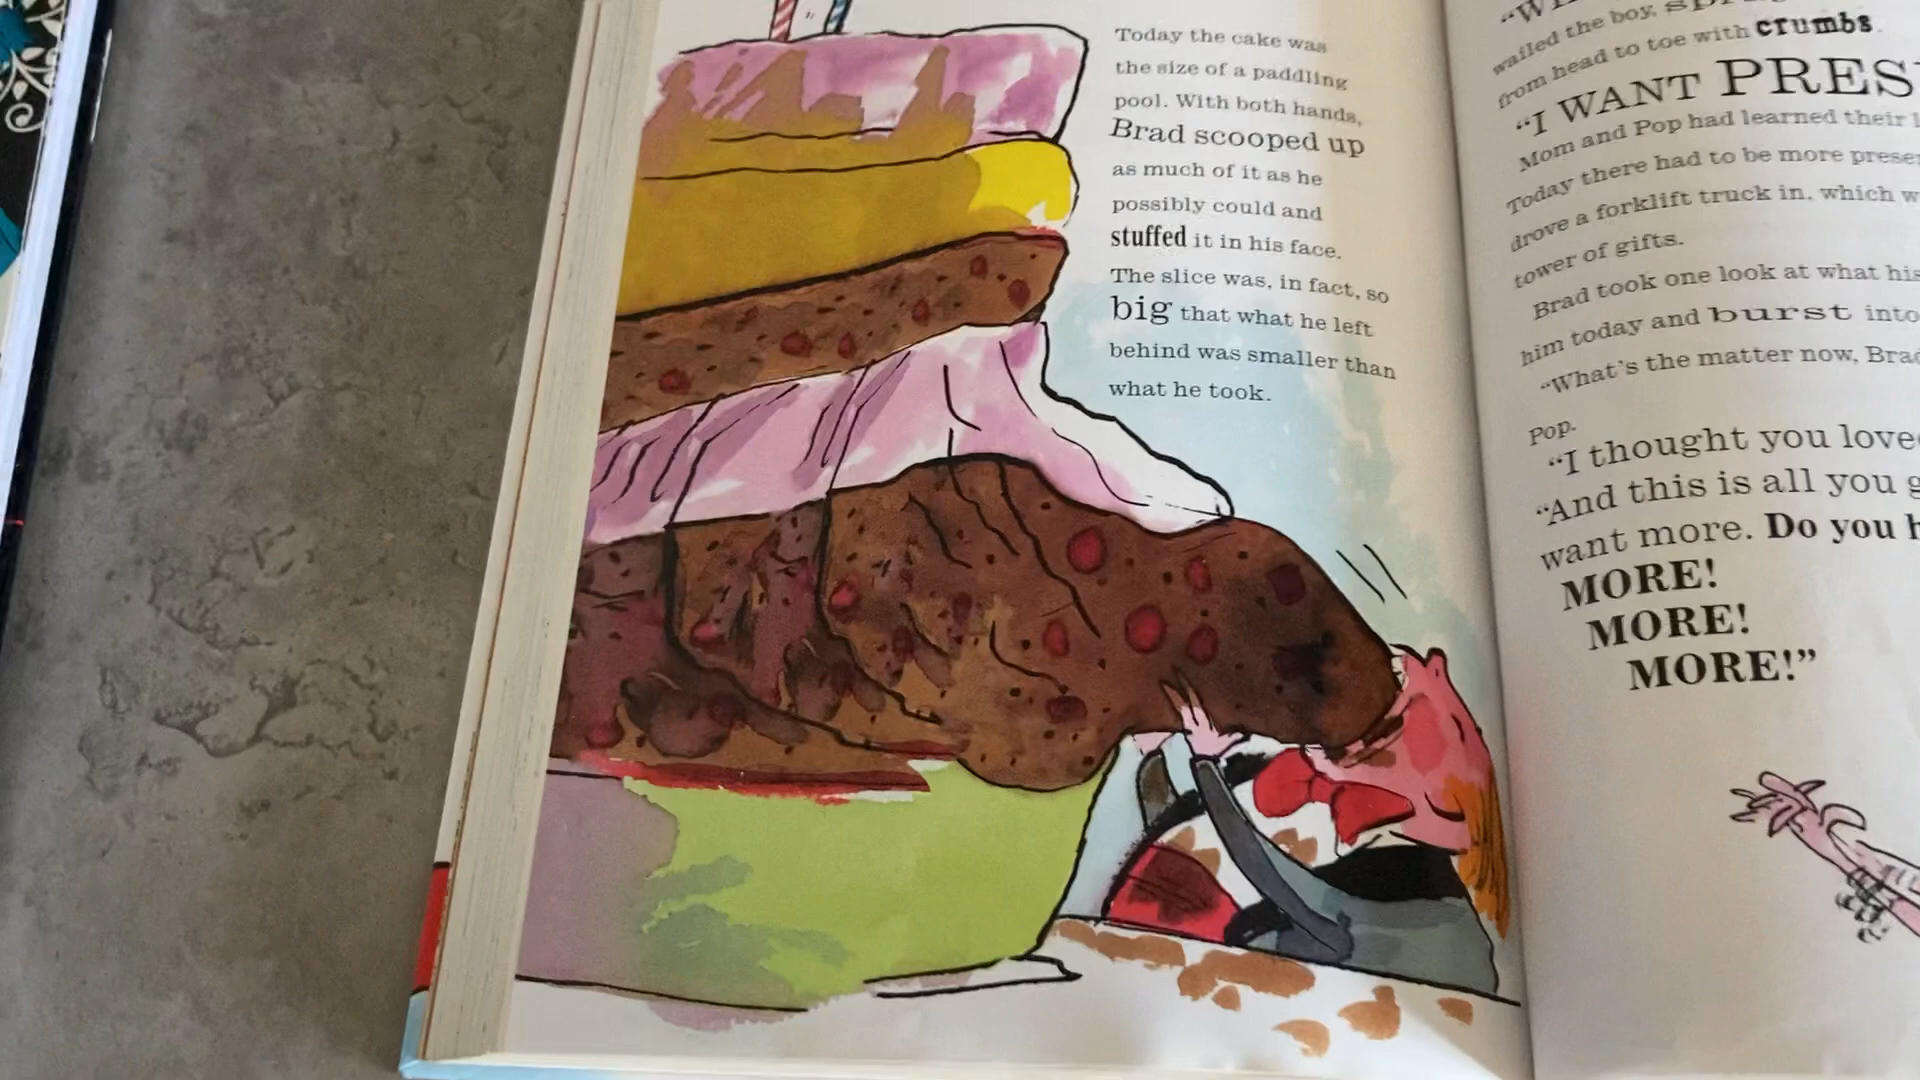 Today the cake was
the size of a paddling
pool. With both hands,
Brad scooped up
as much of it as he
possibly could and
stuffed it in his face.
The slice was, in fact, so
big that what he left
behind was smaller than
what he took.
wailed the boy,
from head to toe with crumbs.
“I WANT
Mom and Pop had learned their
Today there had to be more
drove a forklift truck in, which
tower of gifts.
Brad took one look at what his
him today and burst into
“What's the matter now,
Pop.
“I thought you
“And this is all you
want more. Do you
MORE!
MORE!
MORE!”